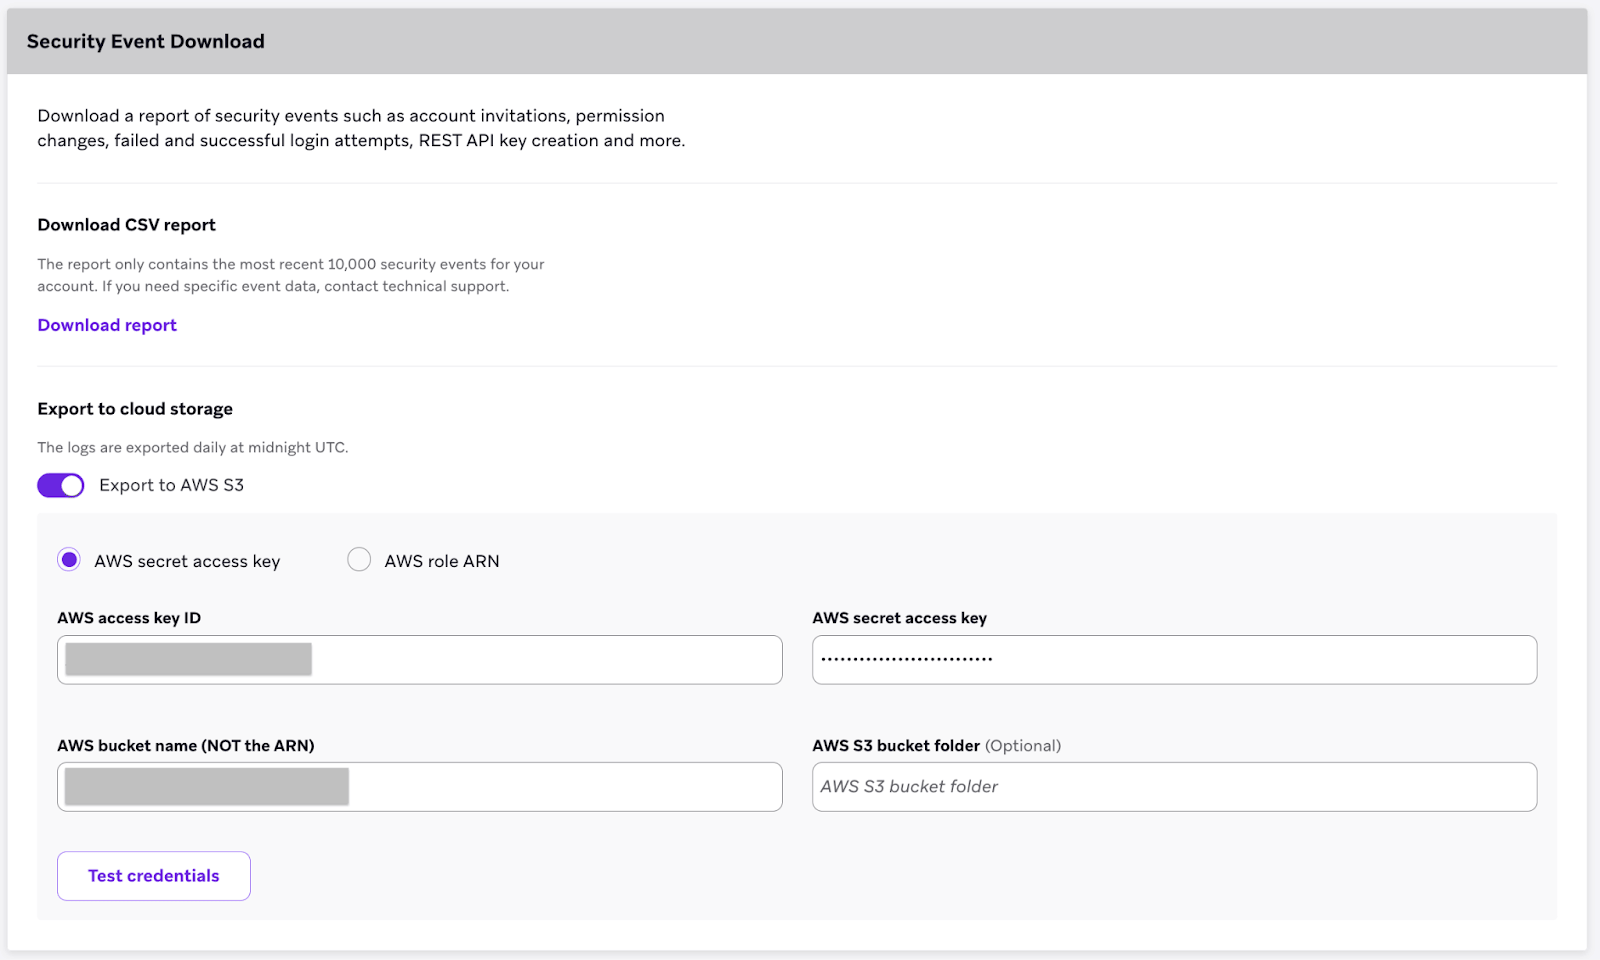 Security Event Download
Download a report of security events such as account invitations, permission
changes, failed and successful login attempts, REST API key creation and more.
Download CSV report
The report only contains the most recent 10,000 security events for your
account. If you need specific event data, contact technical support.
Download report
Export to cloud storage
The logs are exported daily at midnight UTC.
Export to AWS S3
AWS secret access key
AWS role ARN
AWS access key ID
AWS secret access key
AWS bucket name (NOT the ARN)
AWS S3 bucket folder (Optional)
AWS S3 bucket folder
Test credentials